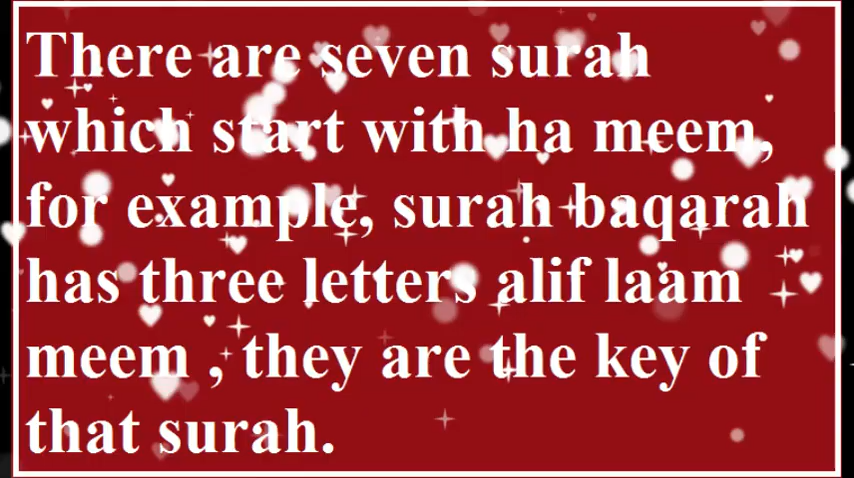 There are seven surah
which start with ha meem,
for example, surah baqarah
has three letters alif laam
meem , they are the key of
that surah.